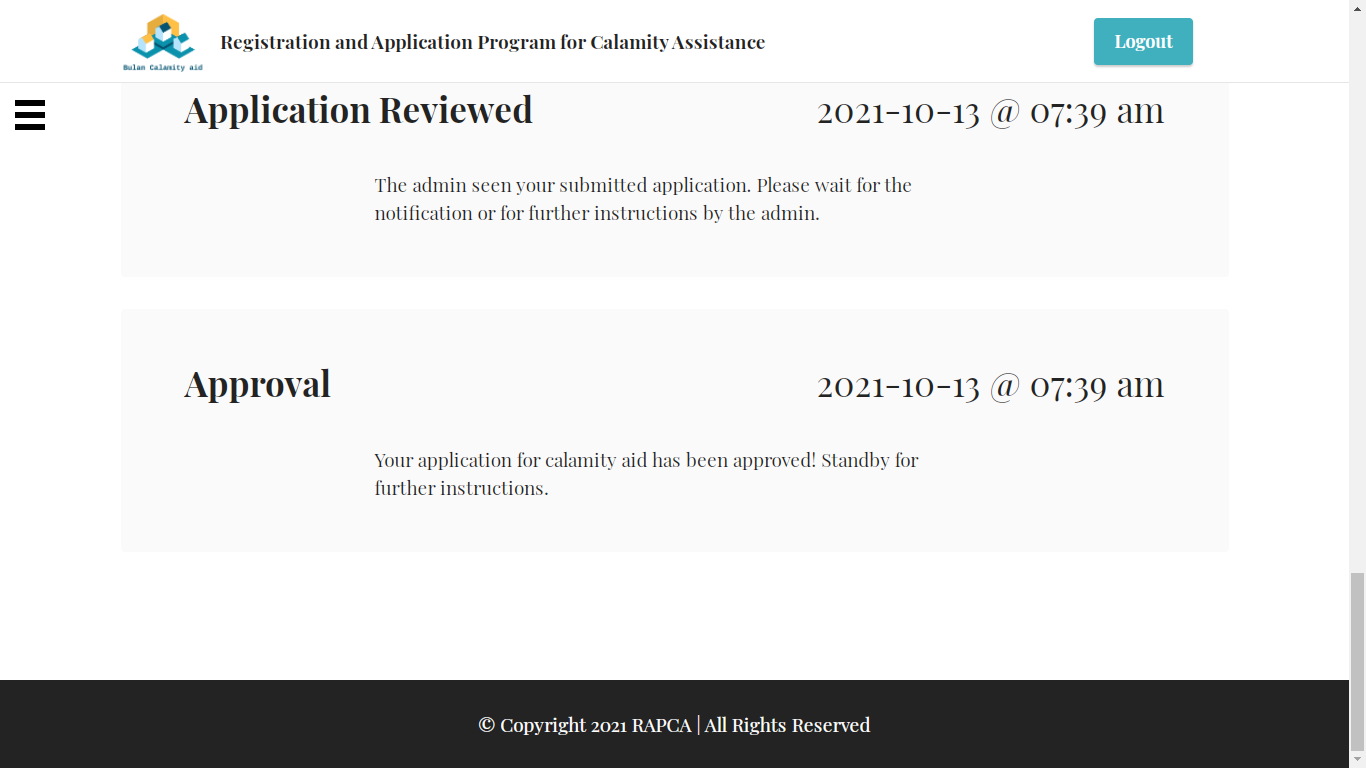 Bulan Calamity aid
Registration and Application Program for Calamity Assistance
Logout
Application Reviewed
2021-10-13 @ 07:39 am
The admin seen your submitted application. Please wait for the
notification or for further instructions by the admin.
Approval
2021-10-13 @ 07:39 am
Your application for calamity aid has been approved! Standby for
further instructions.
© Copyright 2021 RAPCA | All Rights Reserved